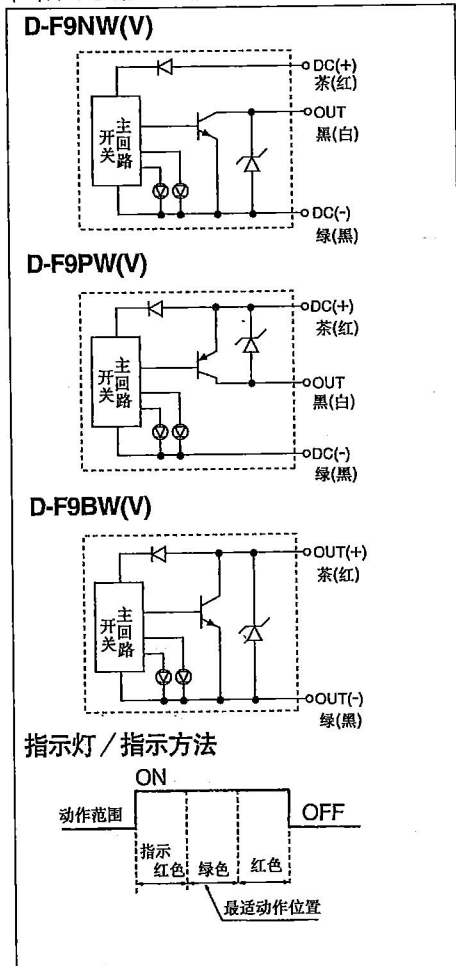 D-F9NW(V)
DC(+)
茶(红)
OUT
黑(白)
开关
主回路
DC(-)
绿(黑)
D-F9PW(V)
DC(+)
茶(红)
开关
主回路
OUT
黑(白)
DC(-)
绿(黑)
D-F9BW(V)
OUT(+)
茶(红)
开关
主回路
OUT(-)
绿(黑)
指示灯／指示方法
ON
动作范围
OFF
指示
红色
绿色
红色
最适动作位置